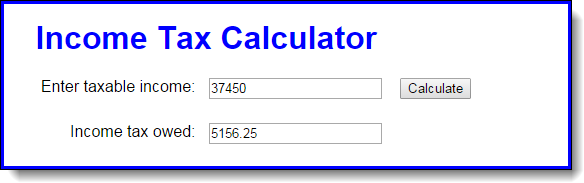 Income Tax Calculator
Enter taxable income: 37450 Calculate
Income tax owed: 5156.25